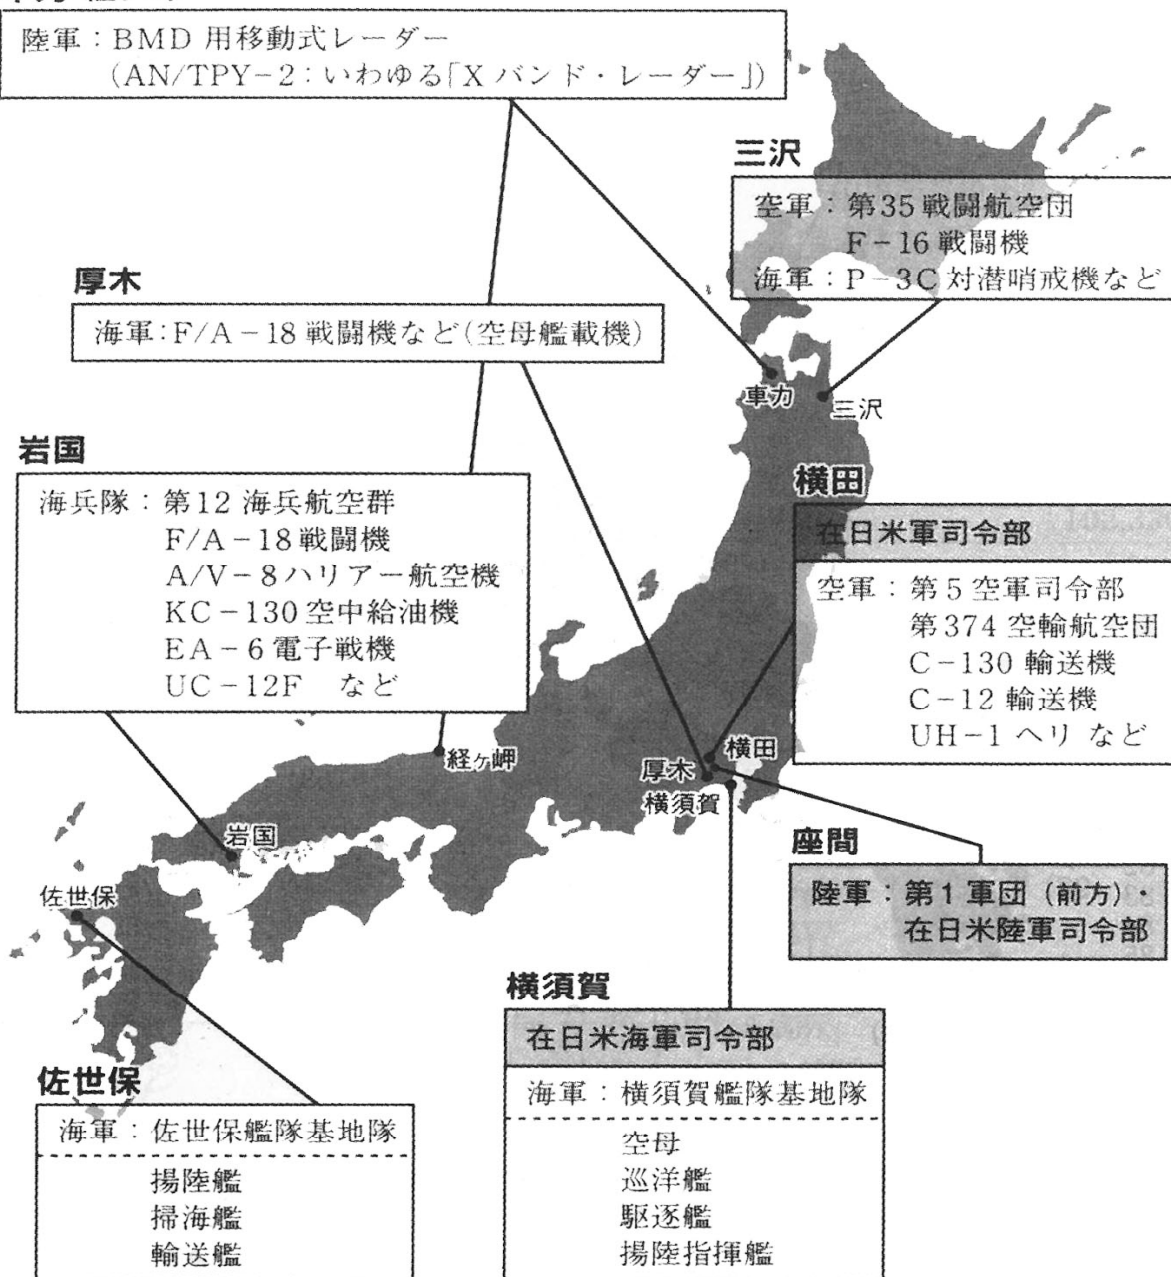 陸軍：BMD 用移動式レーダー
(AN/TPY-2：いわゆる「X バンド・レーダー」)
三沢
空軍：第35 戦闘航空団
F-16 戦闘機
海軍：P-3C 対潜哨戒機など
厚木
海軍：F/A-18 戦闘機など(空母艦載機)
車力
三沢
岩国
海兵隊：第12 海兵航空群
F/A-18 戦闘機
A/V-8 ハリアー航空機
KC-130 空中給油機
EA-6 電子戦機
UC-12F など
横田
在日米軍司令部
空軍：第5 空軍司令部
第374 空輸航空団
C-130 輸送機
C-12 輸送機
UH-1 ヘリ など
経ヶ岬
横田
厚木
横須賀
岩国
佐世保
座間
陸軍：第1 軍団（前方）・
在日米陸軍司令部
横須賀
在日米海軍司令部
海軍：横須賀艦隊基地隊
空母
巡洋艦
駆逐艦
揚陸指揮艦
佐世保
海軍：佐世保艦隊基地隊
揚陸艦
掃海艦
輸送艦